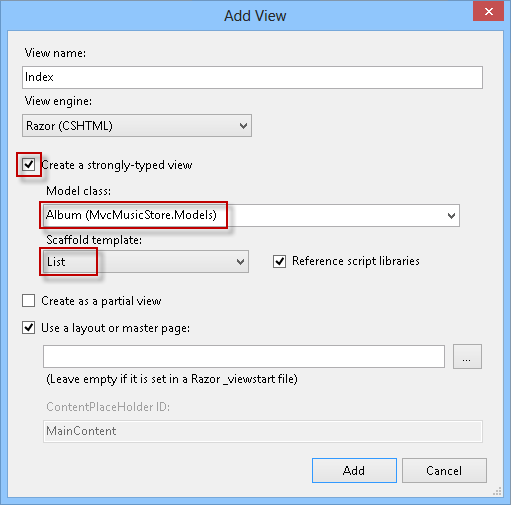 Add View
View name:
Index
View engine:
Razor (CSHTML)
Create a strongly-typed view
Model class:
Album (MvcMusicStore.Models)
Scaffold template:
List
Reference script libraries
Create as a partial view
Use a layout or master page:
...
(Leave empty if it is set in a Razor _viewstart file)
ContentPlaceHolder ID:
MainContent
Add
Cancel